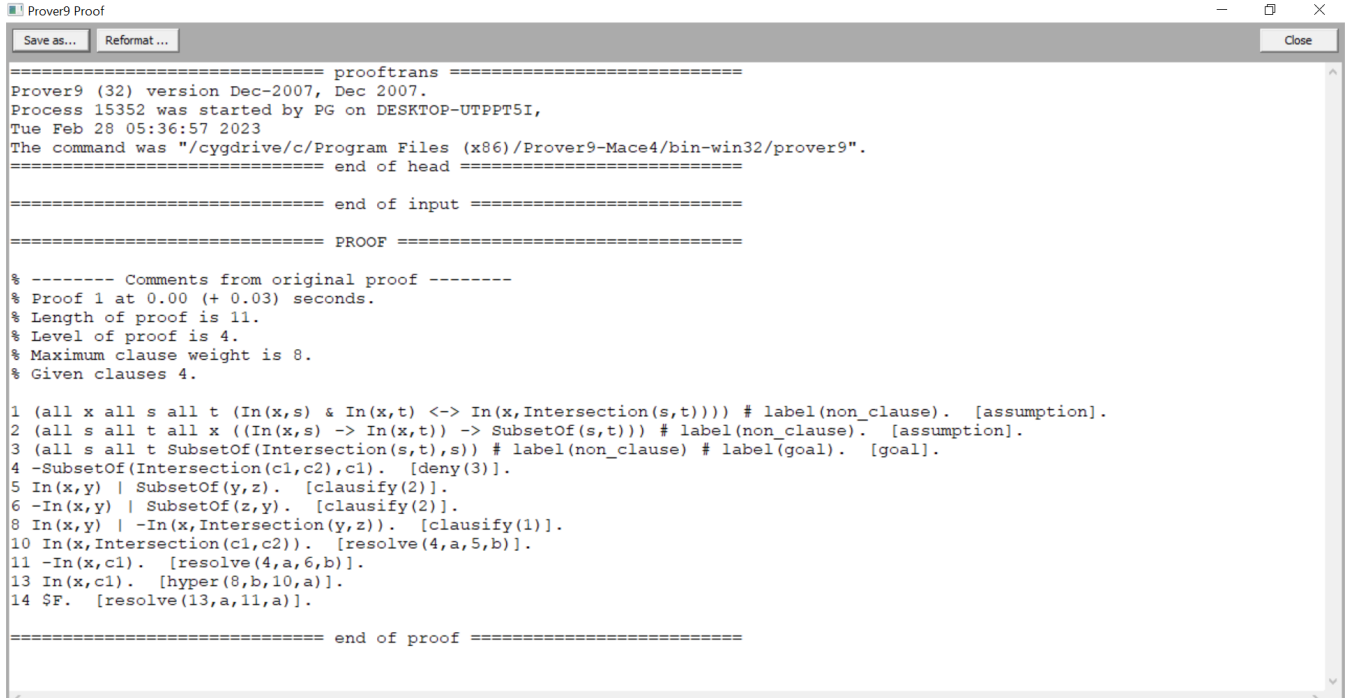 Prover9 Proof
Save as... Reformat ... Close
============================== prooftrans ============================
Prover9 (32) version Dec-2007, Dec 2007.
Process 15352 was started by PG on DESKTOP-UTPPT5I,
Tue Feb 28 05:36:57 2023
The command was "/cygdrive/c/Program Files (x86)/Prover9-Mace4/bin-win32/prover9".
============================== end of head ===========================
============================== end of input ==========================
============================== PROOF =================================
% -------- Comments from original proof --------
% Proof 1 at 0.00 (+ 0.03) seconds.
% Length of proof is 11.
% Level of proof is 4.
% Maximum clause weight is 8.
% Given clauses 4.
1 (all x all s all t (In(x,s) & In(x,t) <-> In(x,Intersection(s,t)))) # label(non_clause).  [assumption].
2 (all s all t all x ((In(x,s) -> In(x,t)) -> SubsetOf(s,t))) # label(non_clause).  [assumption].
3 (all s all t SubsetOf(Intersection(s,t),s)) # label(non_clause) # label(goal).  [goal].
4 -SubsetOf(Intersection(c1,c2),c1).  [deny(3)].
5 In(x,y) | SubsetOf(y,z).  [clausify(2)].
6 -In(x,y) | SubsetOf(z,y).  [clausify(2)].
8 In(x,y) | -In(x,Intersection(y,z)).  [clausify(1)].
10 In(x,Intersection(c1,c2)).  [resolve(4,a,5,b)].
11 -In(x,c1).  [resolve(4,a,6,b)].
13 In(x,c1).  [hyper(8,b,10,a)].
14 $F.  [resolve(13,a,11,a)].
============================== end of proof ==========================